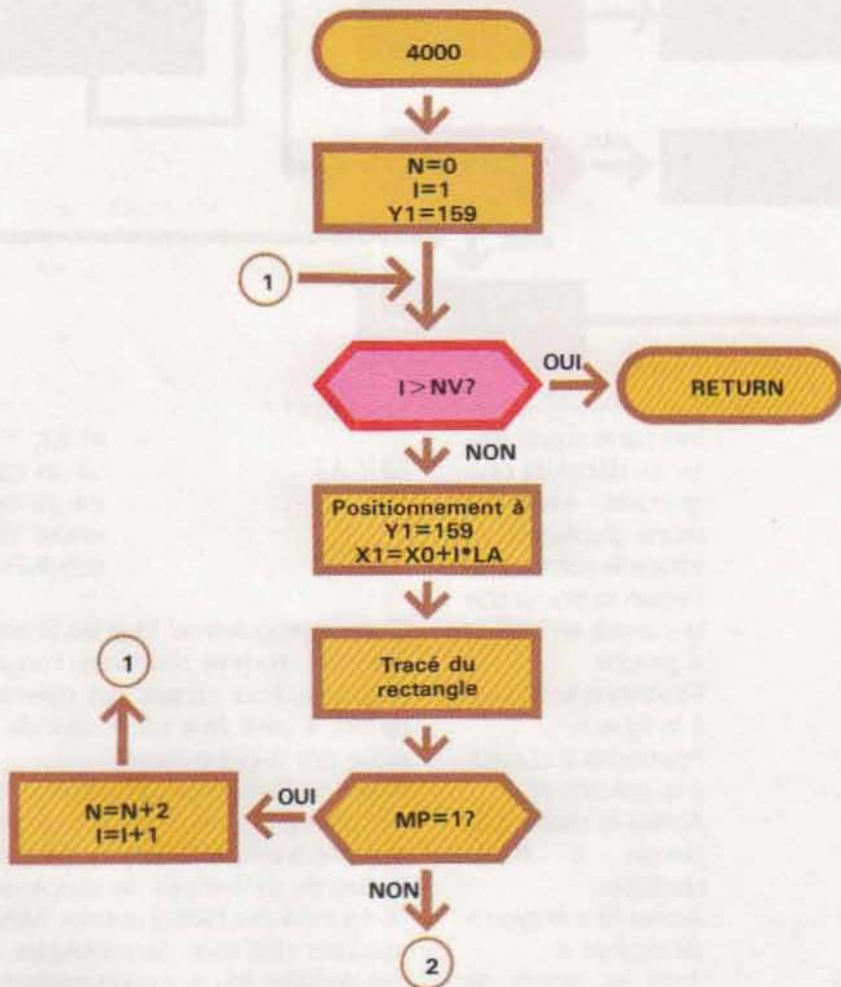 4000
N=0
I=1
Y1=159
1
I>NV?
OUI
RETURN
NON
Positionnement à
Y1=159
X1=X0+I*LA
Tracé du
rectangle
1
N=N+2
I=I+1
OUI
MP=1?
NON
2